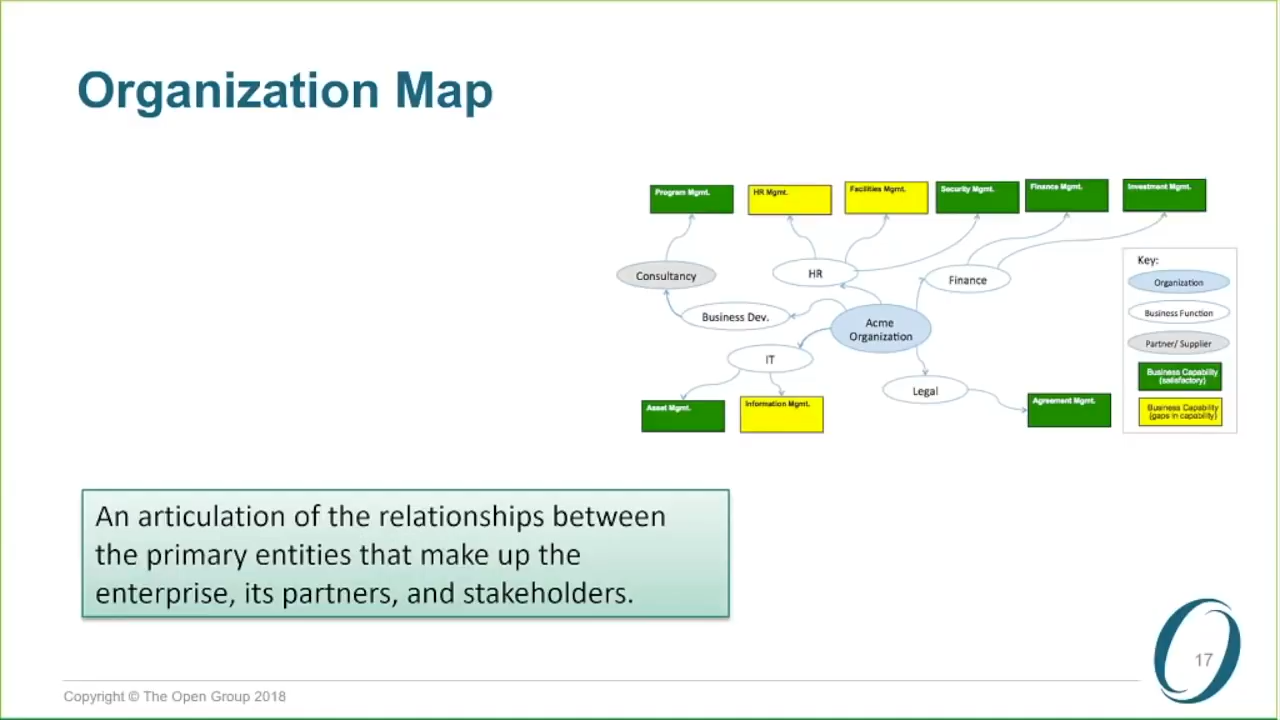 Organization Map
Program Mgmt.
HR Mgmt.
Facilities Mgmt.
Security Mgmt.
Finance Mgmt.
Investment Mgmt.
Consultancy
HR
Finance
Business Dev.
Acme
Organization
IT
Legal
Asset Mgmt.
Information Mgmt.
Agreement Mgmt.
Key:
Organization
Business Function
Partner/ Supplier
Business Capability
(satisfactory)
Business Capability
(gaps in capability)
An articulation of the relationships between
the primary entities that make up the
enterprise, its partners, and stakeholders.
17
Copyright © The Open Group 2018